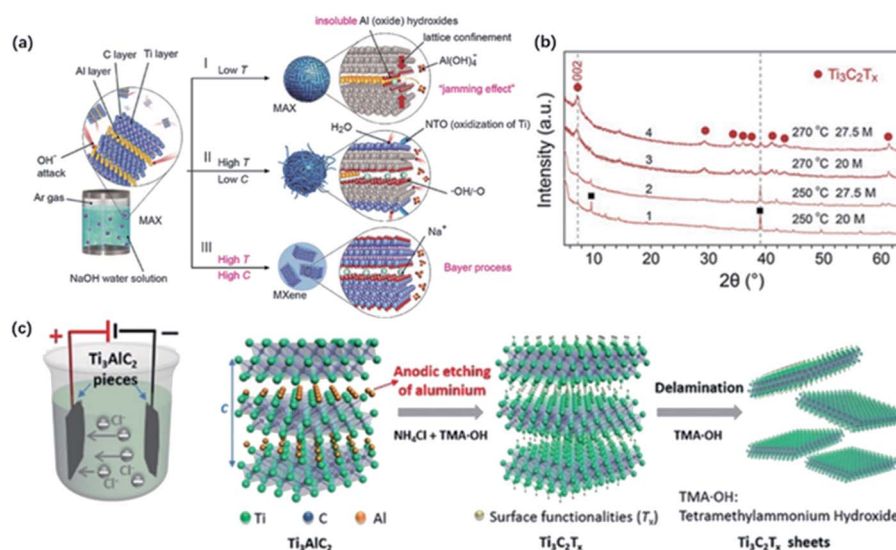 (a)
C layer
Ti layer
Al layer
OH⁻
attack
Ar gas
MAX
NaOH water solution
I
Low T
MAX
insoluble Al (oxide) hydroxides
lattice confinement
Al(OH)₄⁻
"jamming effect"
II
High T
Low C
H₂O
NTO (oxidization of Ti)
-OH/-O
III
High T
High C
MXene
Na⁺
Bayer process
(b)
Intensity (a.u.)
002
Ti₃C₂Tₓ
4
270 °C 27.5 M
3
270 °C 20 M
2
250 °C 27.5 M
1
250 °C 20 M
10 20 30 40 50 60
2θ (°)
(c)
+
−
Ti₃AlC₂
pieces
Cl⁻
Cl⁻
Cl⁻
Cl⁻
c
Anodic etching
of aluminium
NH₄Cl + TMA-OH
Delamination
TMA-OH
Ti
C
Al
Surface functionalities (Tₓ)
TMA-OH:
Tetramethylammonium Hydroxide
Ti₃AlC₂
Ti₃C₂Tₓ
Ti₃C₂Tₓ sheets